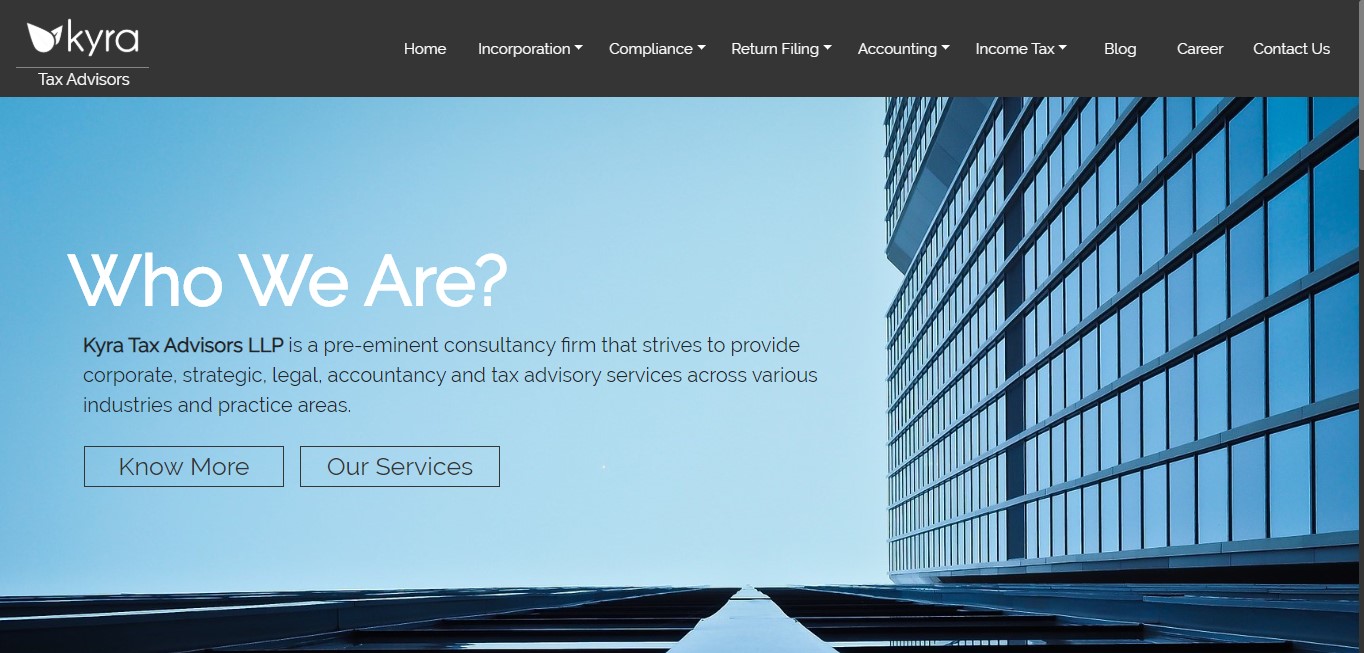 kyra
Tax Advisors
Home Incorporation Compliance Return Filing Accounting Income Tax Blog Career Contact Us
Who We Are?
Kyra Tax Advisors LLP is a pre-eminent consultancy firm that strives to provide
corporate, strategic, legal, accountancy and tax advisory services across various
industries and practice areas.
Know More Our Services